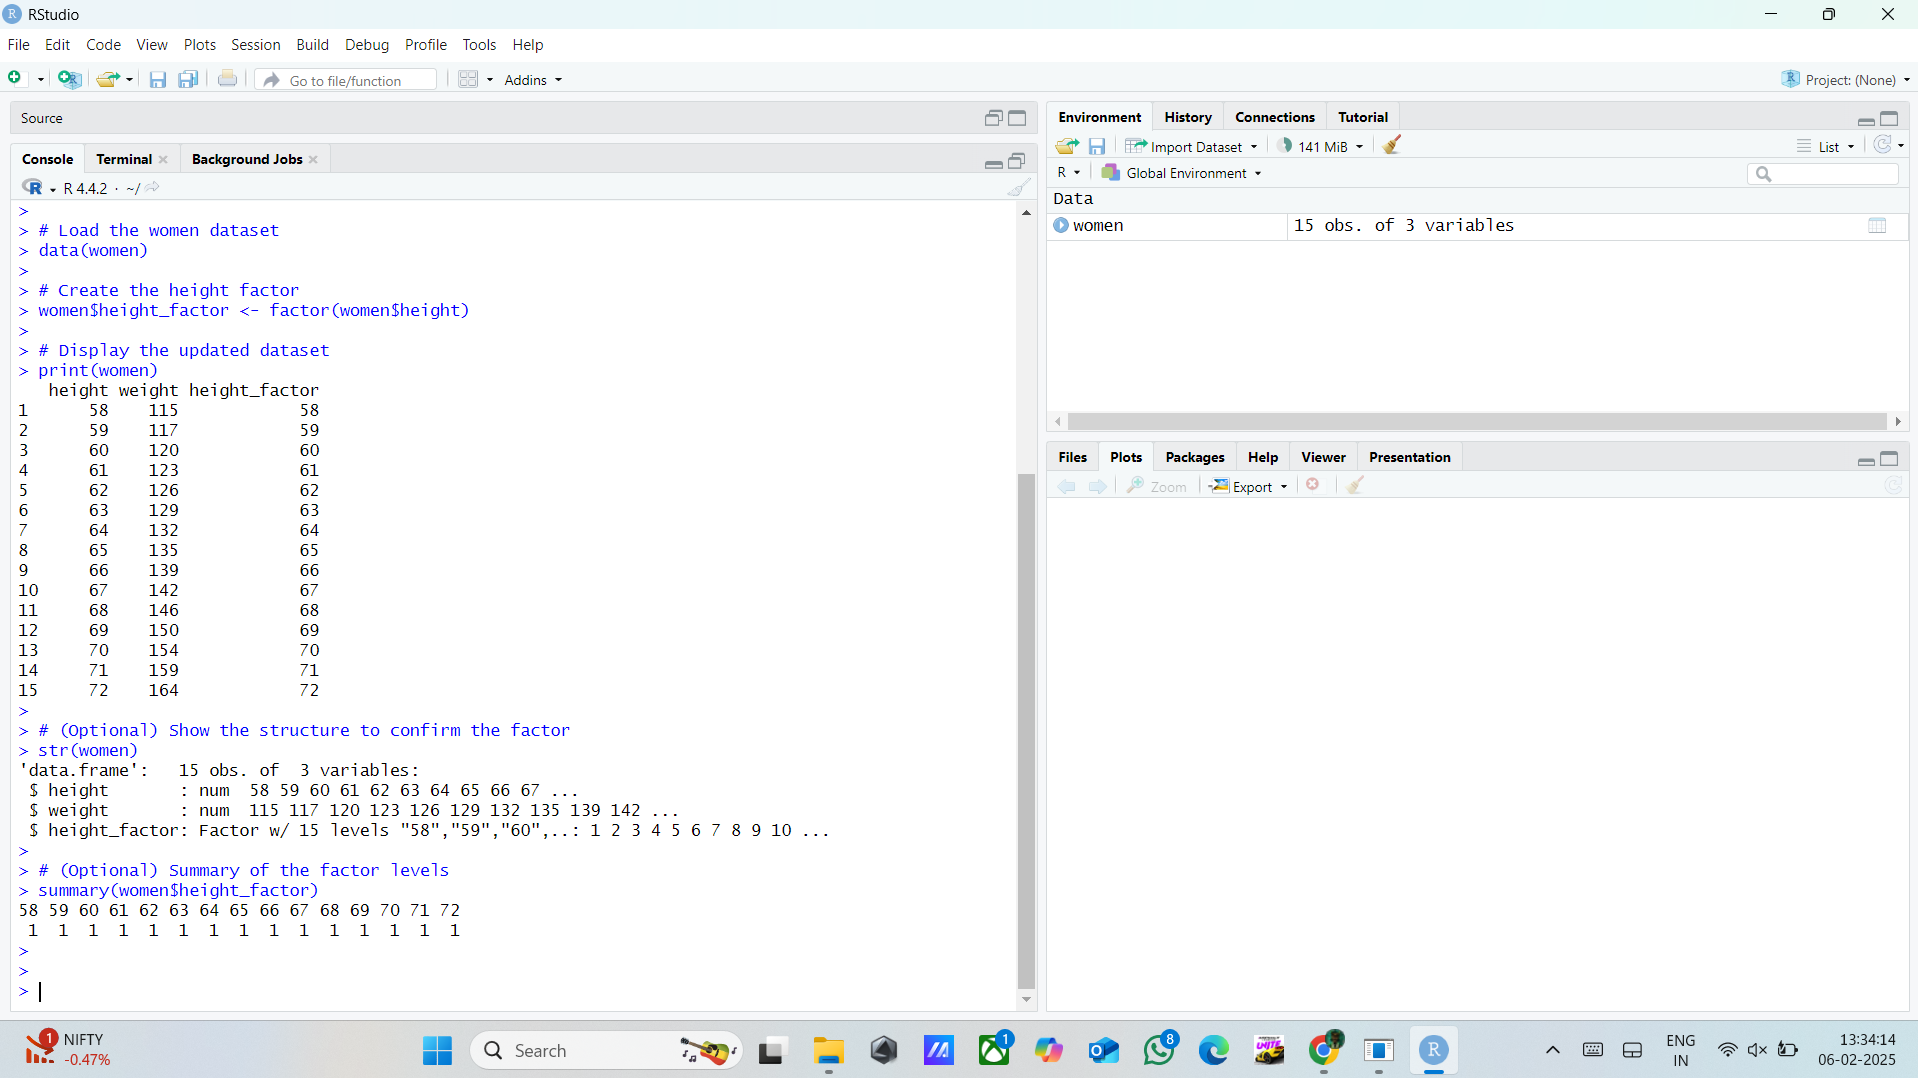 RStudio
File Edit Code View Plots Session Build Debug Profile Tools Help
Go to file/function Addins Project: (None)
Source
Console Terminal Background Jobs
R 4.4.2 · ~/
>
> # Load the women dataset
> data(women)
>
> # Create the height factor
> women$height_factor <- factor(women$height)
>
> # Display the updated dataset
> print(women)
   height weight height_factor
1      58    115            58
2      59    117            59
3      60    120            60
4      61    123            61
5      62    126            62
6      63    129            63
7      64    132            64
8      65    135            65
9      66    139            66
10     67    142            67
11     68    146            68
12     69    150            69
13     70    154            70
14     71    159            71
15     72    164            72
>
> # (Optional) Show the structure to confirm the factor
> str(women)
'data.frame':   15 obs. of  3 variables:
 $ height       : num  58 59 60 61 62 63 64 65 66 67 ...
 $ weight       : num  115 117 120 123 126 129 132 135 139 142 ...
 $ height_factor: Factor w/ 15 levels "58","59","60",..: 1 2 3 4 5 6 7 8 9 10 ...
>
> # (Optional) Summary of the factor levels
> summary(women$height_factor)
58 59 60 61 62 63 64 65 66 67 68 69 70 71 72
 1  1  1  1  1  1  1  1  1  1  1  1  1  1  1
>
>
>
Environment History Connections Tutorial
Import Dataset 141 MiB List
R Global Environment
Data
women 15 obs. of 3 variables
Files Plots Packages Help Viewer Presentation
Zoom Export
1 NIFTY
-0.47%
Search
1
8
UNITE
R
ENG
IN
13:34:14
06-02-2025